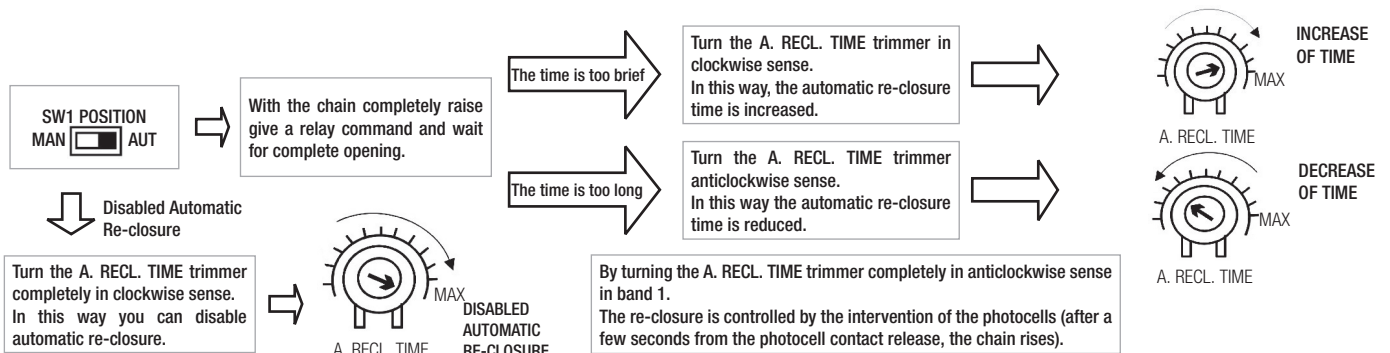 SW1 POSITION
MAN AUT
With the chain completely raise
give a relay command and wait
for complete opening.
The time is too brief
Turn the A. RECL. TIME trimmer in
clockwise sense.
In this way, the automatic re-closure
time is increased.
MAX
A. RECL. TIME
INCREASE
OF TIME
The time is too long
Turn the A. RECL. TIME trimmer
anticlockwise sense.
In this way the automatic re-closure
time is reduced.
MAX
A. RECL. TIME
DECREASE
OF TIME
Disabled Automatic
Re-closure
Turn the A. RECL. TIME trimmer
completely in clockwise sense.
In this way you can disable
automatic re-closure.
MAX
A. RECL. TIME
DISABLED
AUTOMATIC
RE-CLOSURE
By turning the A. RECL. TIME trimmer completely in anticlockwise sense
in band 1.
The re-closure is controlled by the intervention of the photocells (after a
few seconds from the photocell contact release, the chain rises).